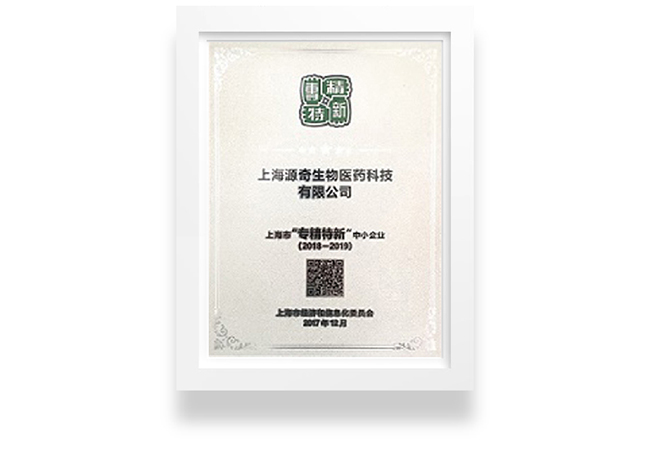 專精
特新
上海源奇生物医药科技
有限公司
上海市“专精特新”中小企业
(2018-2019)
上海市经济和信息化委员会
2017年12月